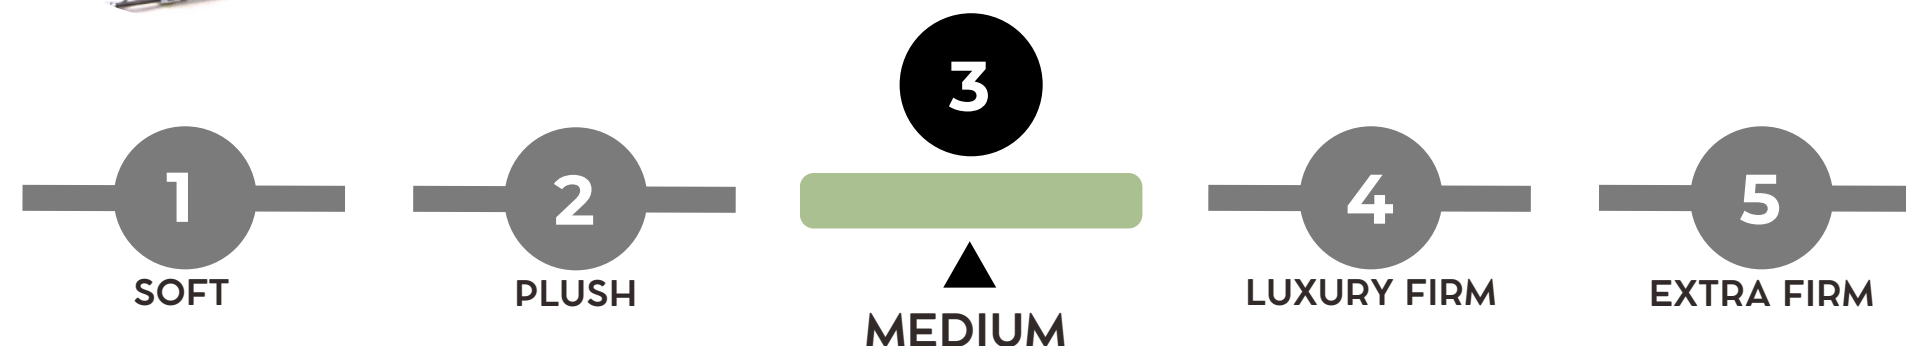 3
1
2
4
5
SOFT
PLUSH
MEDIUM
LUXURY FIRM
EXTRA FIRM